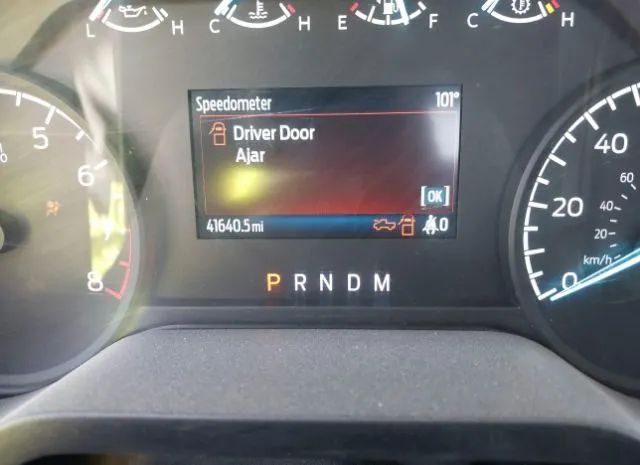 L H C H E F C H
Speedometer 101°
Driver Door
Ajar
OK
41640.5 mi 0
P R N D M
5
6
8
0
20
40
20
40
60
km/h